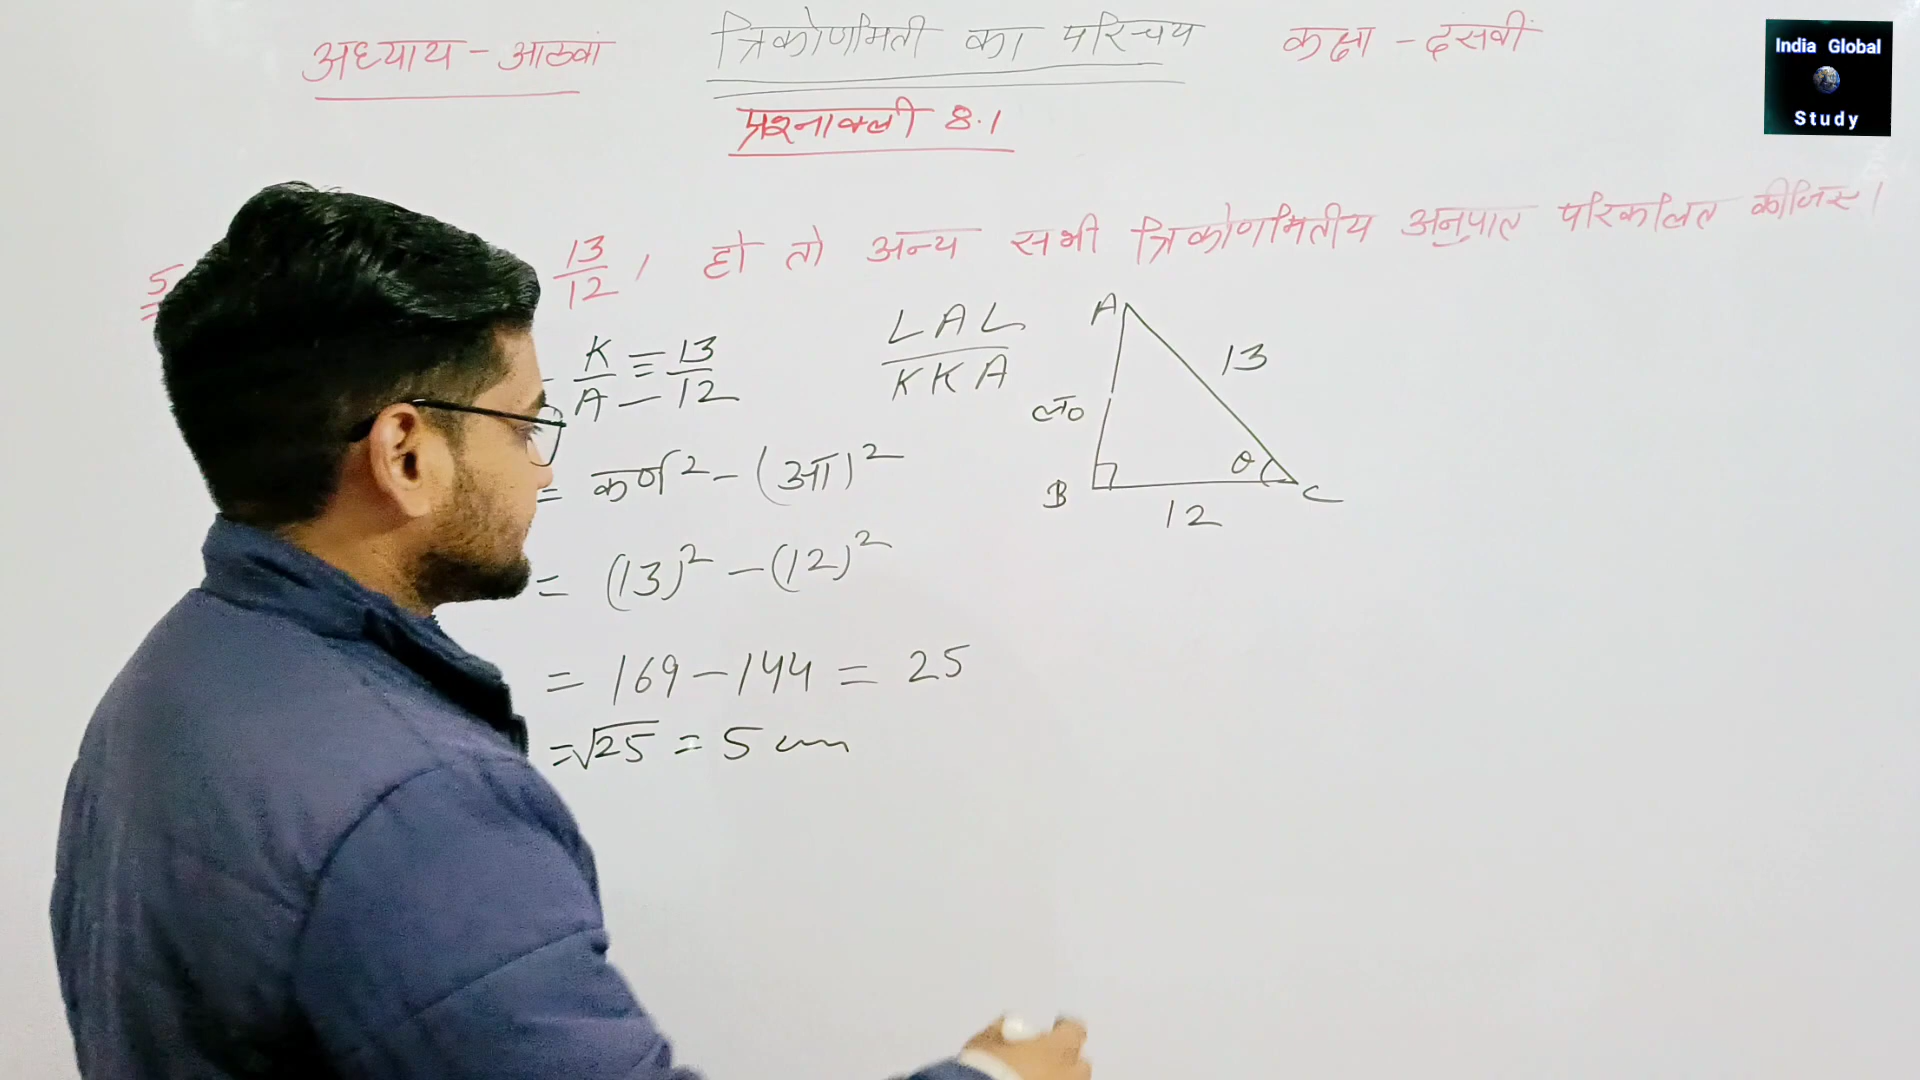 अध्याय - आठवां त्रिकोणमिती का परिचय कक्षा - दसवीं
India Global
Study
प्रश्नावली 8.1
5 13/12, हो तो अन्य सभी त्रिकोणमितीय अनुपात परिकलित कीजिए।
K/A = 13/12
LAL
KKA
A
13
ल०
B
θ
C
12
= कर्ण² - (आ)²
= (13)² - (12)²
= 169 - 144 = 25
= √25 = 5 cm